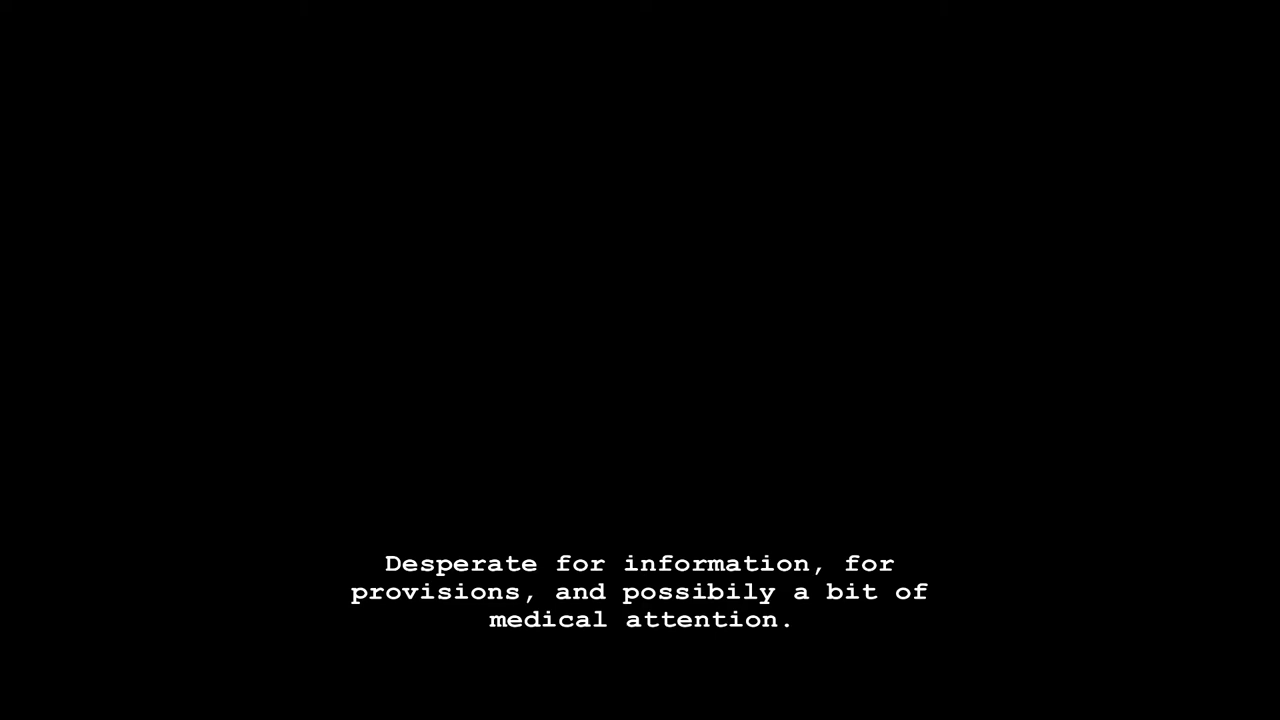 Desperate for information, for
provisions, and possibily a bit of
medical attention.